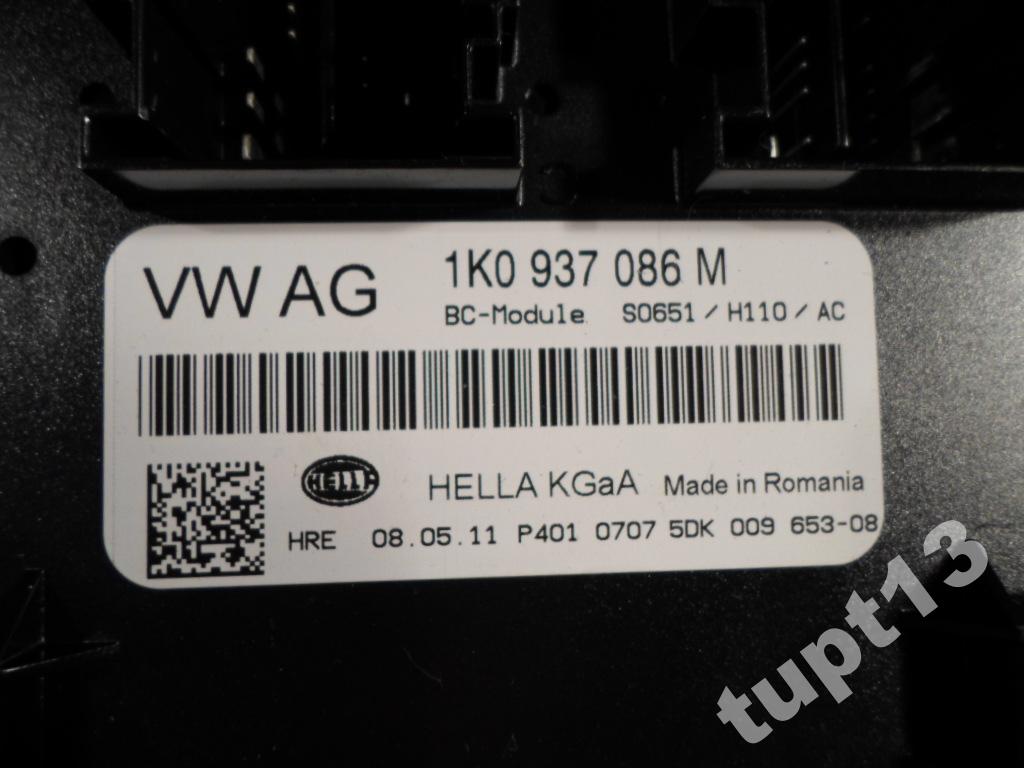 VW AG
1K0 937 086 M
BC-Module S0651 / H110 / AC
HELLA
HELLA KGaA Made in Romania
HRE 08.05.11 P401 0707 5DK 009 653-08
tupt13